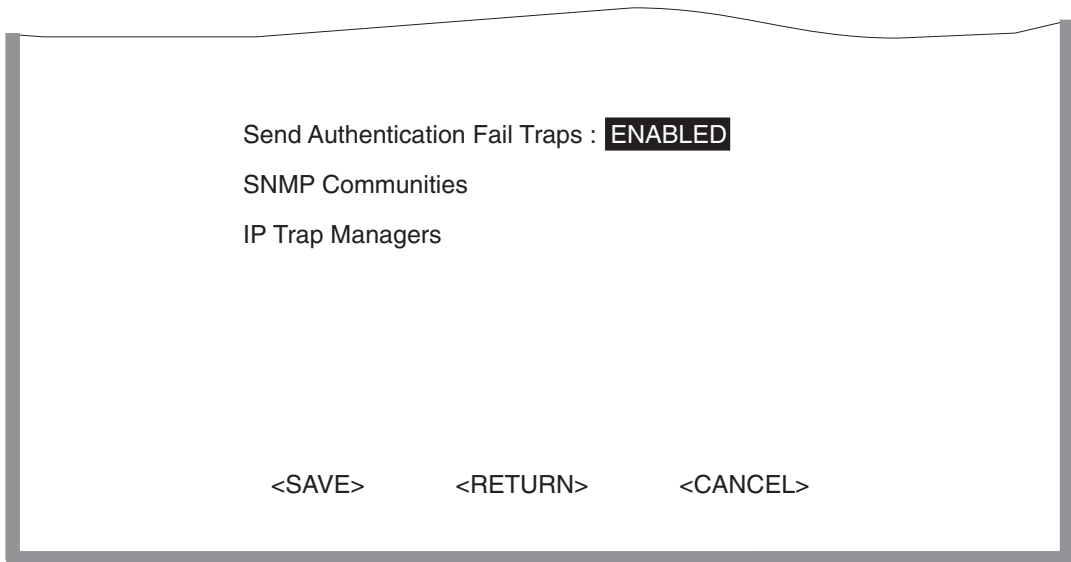 Send Authentication Fail Traps : ENABLED
SNMP Communities
IP Trap Managers
<SAVE> <RETURN> <CANCEL>